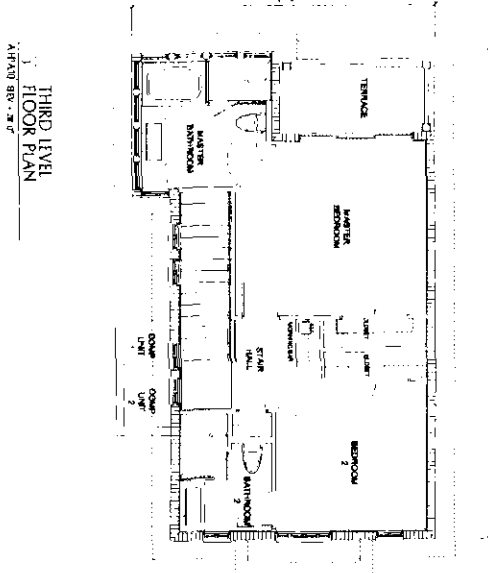 TERRACE
MASTER
BATHROOM
MASTER
BEDROOM
CLOSET
CLOSET
STAIR
HALL
COMP
UNIT
COMP
UNIT
2
BEDROOM
2
BATHROOM
2
THIRD LEVEL
FLOOR PLAN